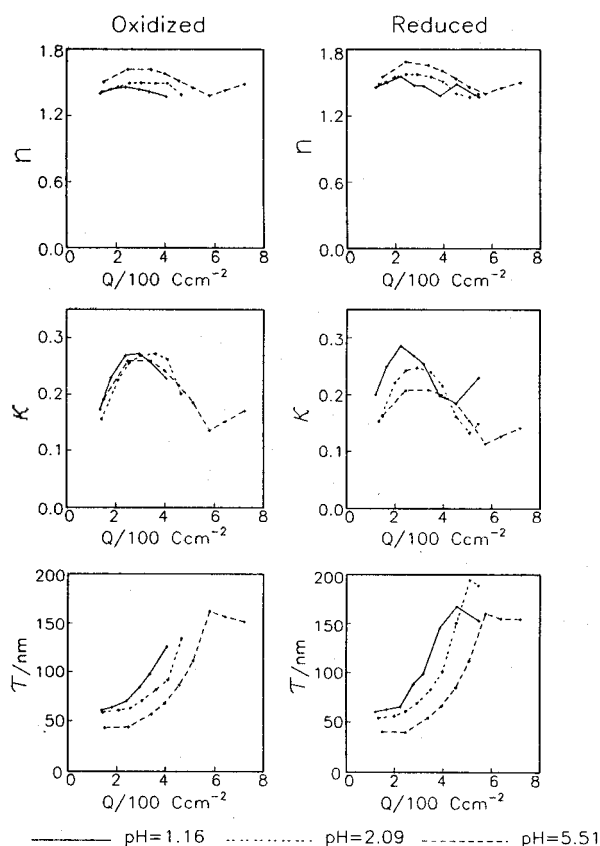 Oxidized Reduced
1.8 1.8
1.2 1.2
n n
0.6 0.6
0.0 0.0
0 2 4 6 8 0 2 4 6 8
Q/100 Ccm⁻² Q/100 Ccm⁻²
0.3 0.3
0.2 0.2
κ κ
0.1 0.1
0.0 0.0
0 2 4 6 8 0 2 4 6 8
Q/100 Ccm⁻² Q/100 Ccm⁻²
200 200
150 150
τ/nm τ/nm
100 100
50 50
0 0
0 2 4 6 8 0 2 4 6 8
Q/100 Ccm⁻² Q/100 Ccm⁻²
pH=1.16 pH=2.09 pH=5.51